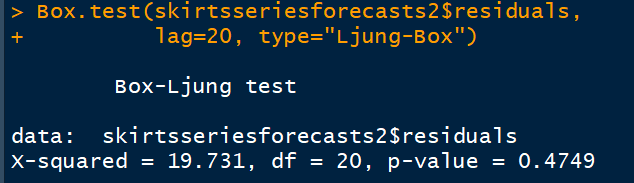 > Box.test(skirtsseriesforecasts2$residuals,
+          lag=20, type="Ljung-Box")
Box-Ljung test
data:  skirtsseriesforecasts2$residuals
X-squared = 19.731, df = 20, p-value = 0.4749